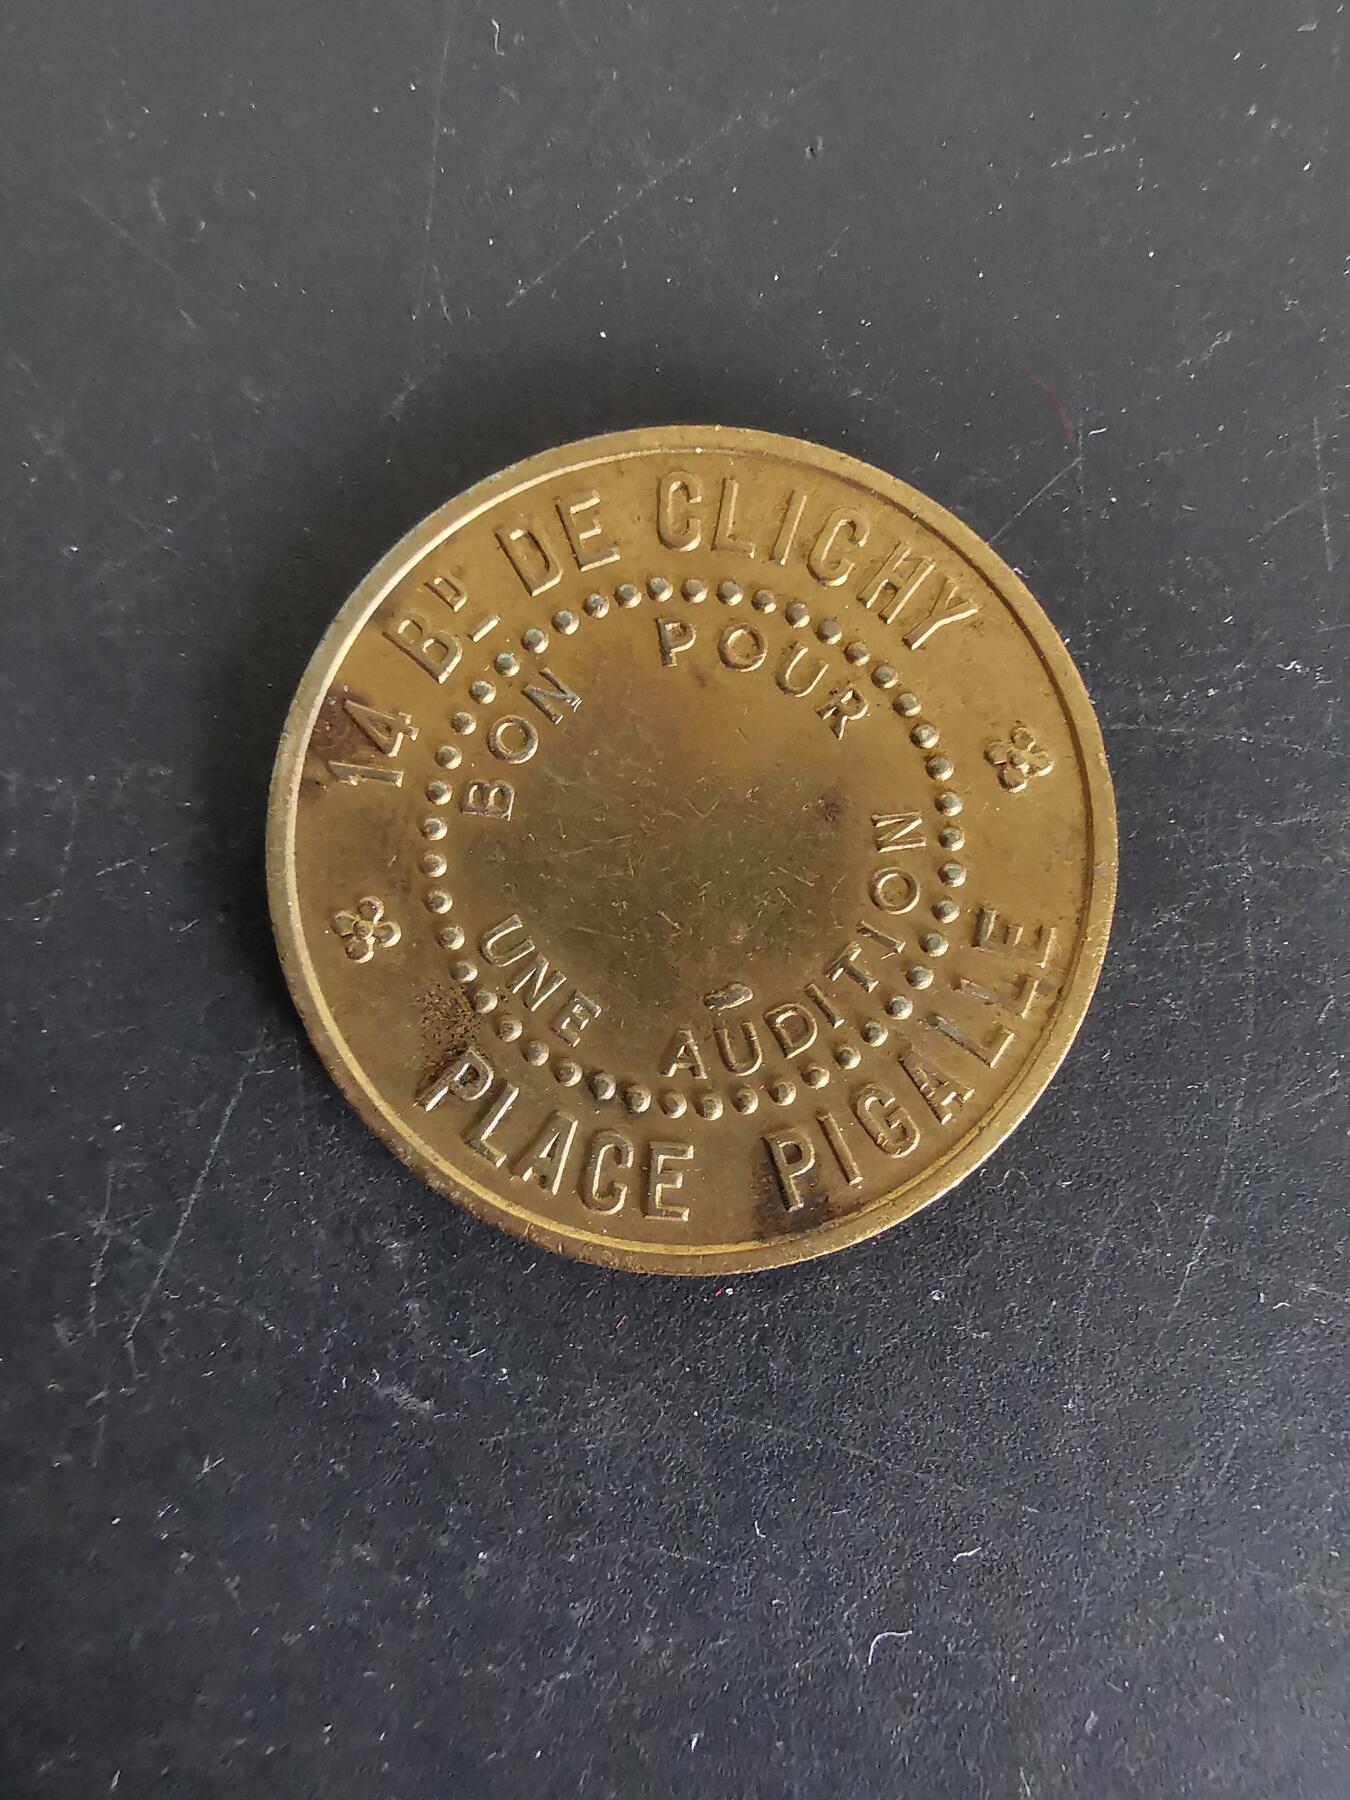 14 Bᴰ DE CLICHY
PLACE PIGALLE
BON POUR
UNE AUDITION